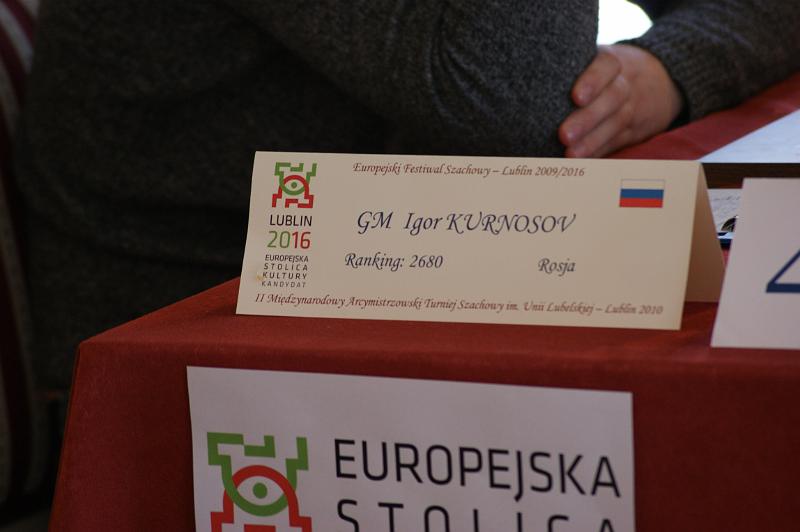 Europejski Festiwal Szachowy – Lublin 2009/2016
LUBLIN
2016
EUROPEJSKA
STOLICA
KULTURY
KANDYDAT
GM Igor KURNOSOV
Ranking: 2680 Rosja
II Międzynarodowy Arcymistrzowski Turniej Szachowy im. Unii Lubelskiej – Lublin 2010
EUROPEJSKA
STOLICA